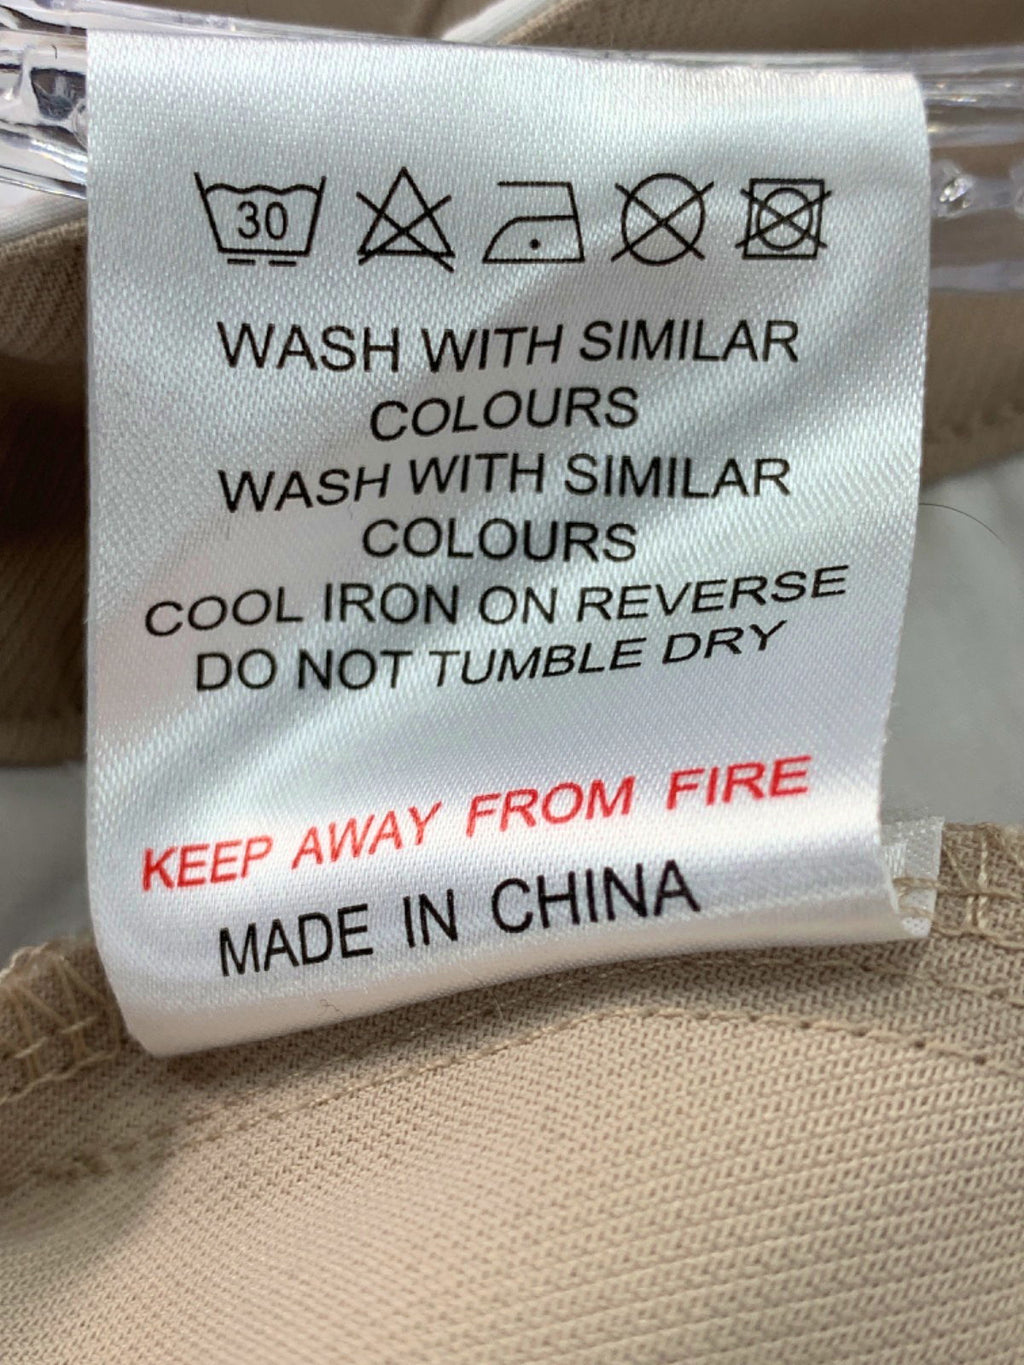 30
WASH WITH SIMILAR
COLOURS
WASH WITH SIMILAR
COLOURS
COOL IRON ON REVERSE
DO NOT TUMBLE DRY
KEEP AWAY FROM FIRE
MADE IN CHINA